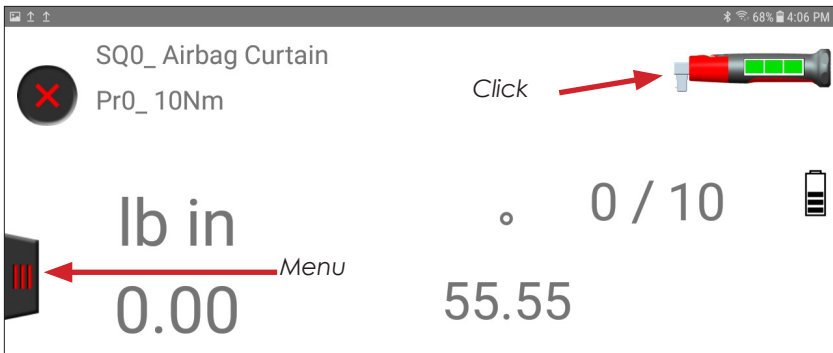 68% 4:06 PM
SQ0_ Airbag Curtain
Pr0_ 10Nm
Click
lb in
° 0 / 10
Menu
0.00
55.55